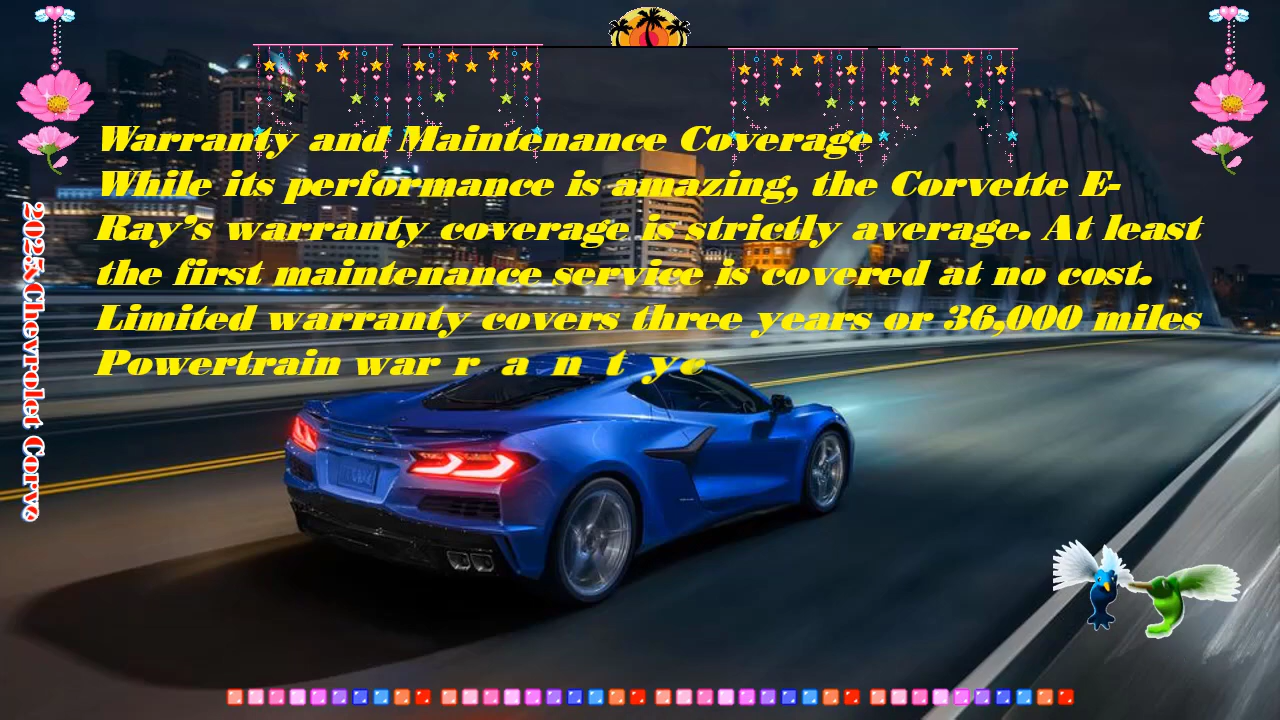 Warranty and Maintenance Coverage
While its performance is amazing, the Corvette E-
Ray’s warranty coverage is strictly average. At least
the first maintenance service is covered at no cost.
Limited warranty covers three years or 36,000 miles
Powertrain war r a n t yc
2025 Chevrolet Corve